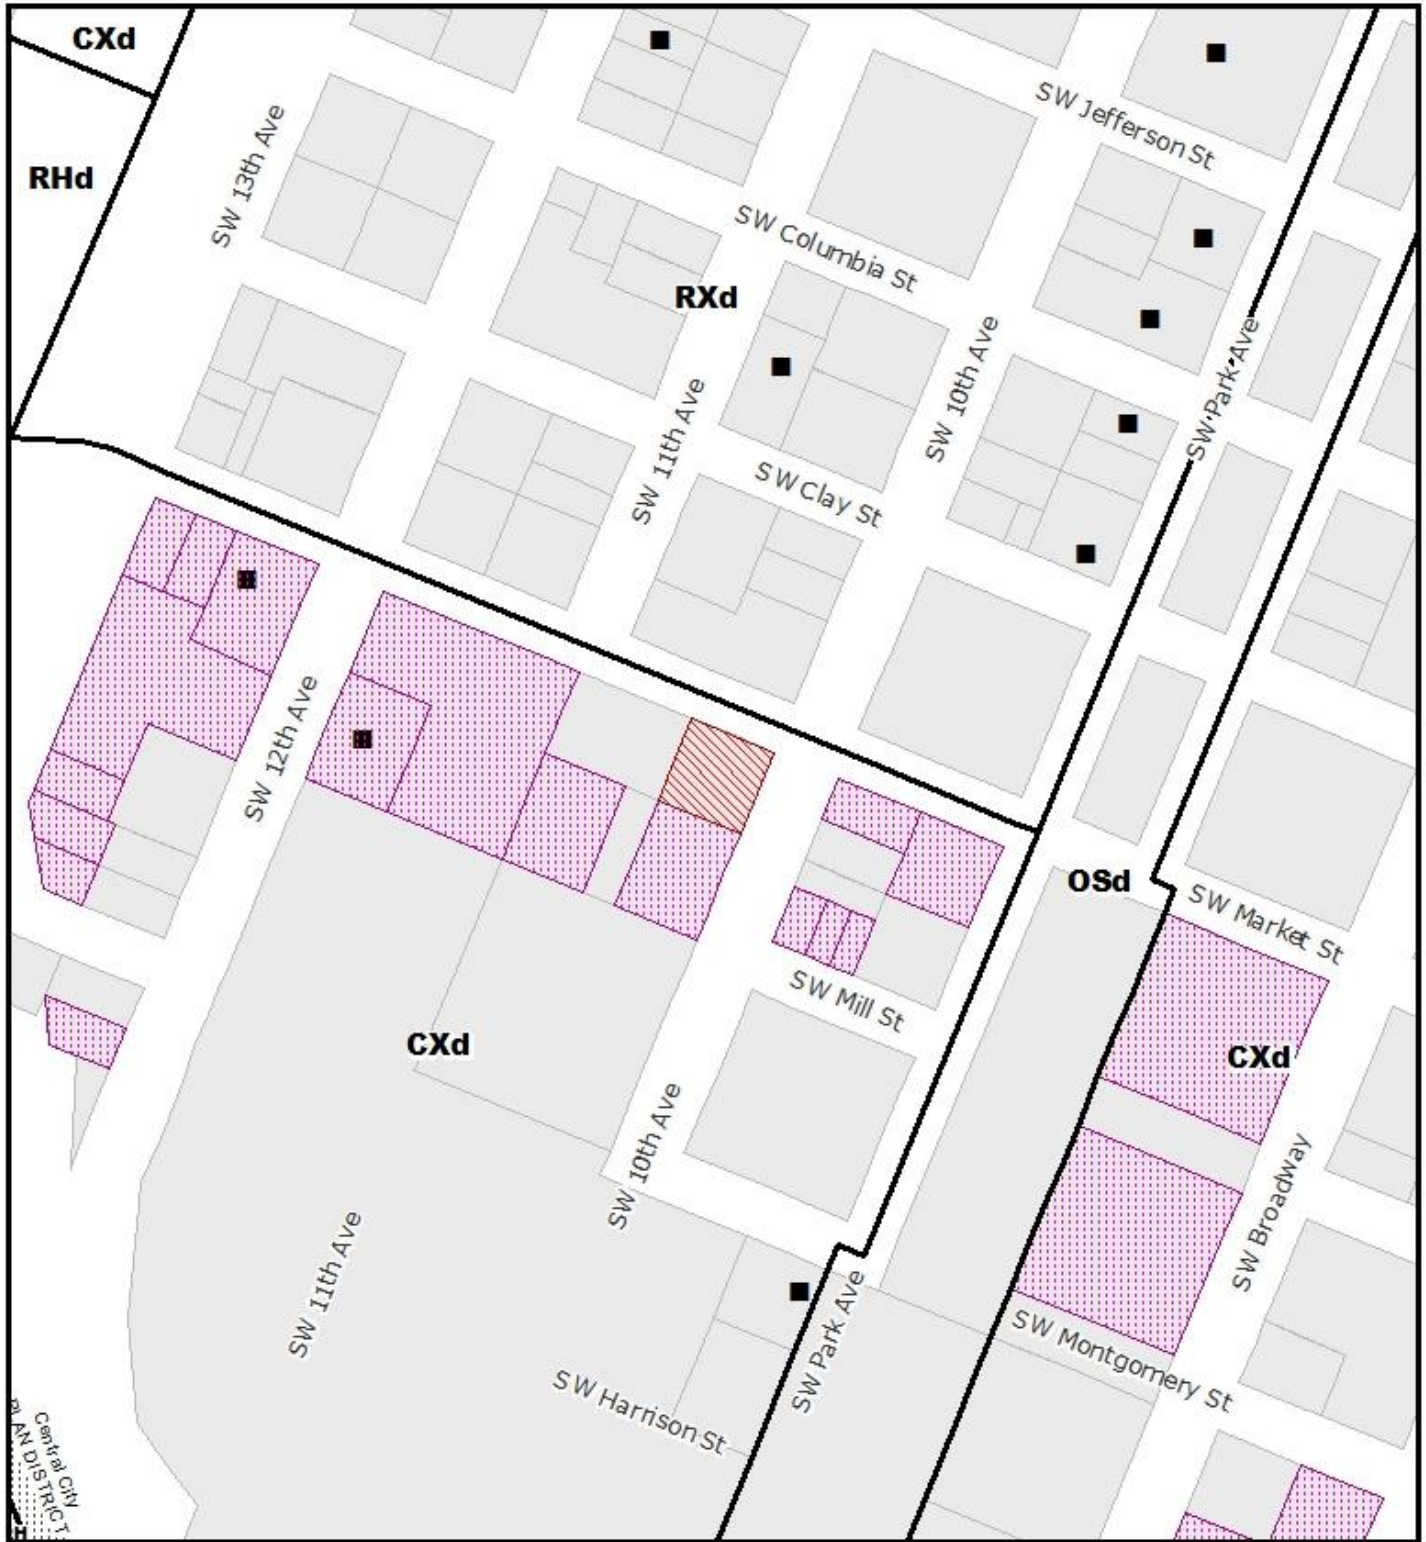 CXd
SW Jefferson St
RHd
SW 13th Ave
SW Columbia St
RXd
SW 10th Ave
SW Park Ave
SW 11th Ave
SW Clay St
SW 12th Ave
OSd
SW Market St
SW Mill St
CXd
CXd
SW 10th Ave
SW Broadway
SW 11th Ave
SW Park Ave
SW Montgomery St
SW Harrison St
Central City
PLAN DISTRICT
H